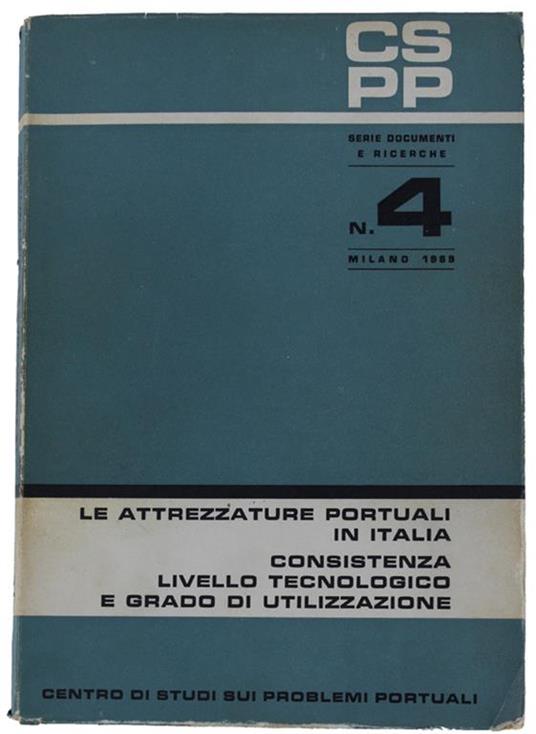 CS
PP
SERIE DOCUMENTI
E RICERCHE
N. 4
MILANO 1969
LE ATTREZZATURE PORTUALI
IN ITALIA
CONSISTENZA
LIVELLO TECNOLOGICO
E GRADO DI UTILIZZAZIONE
CENTRO DI STUDI SUI PROBLEMI PORTUALI